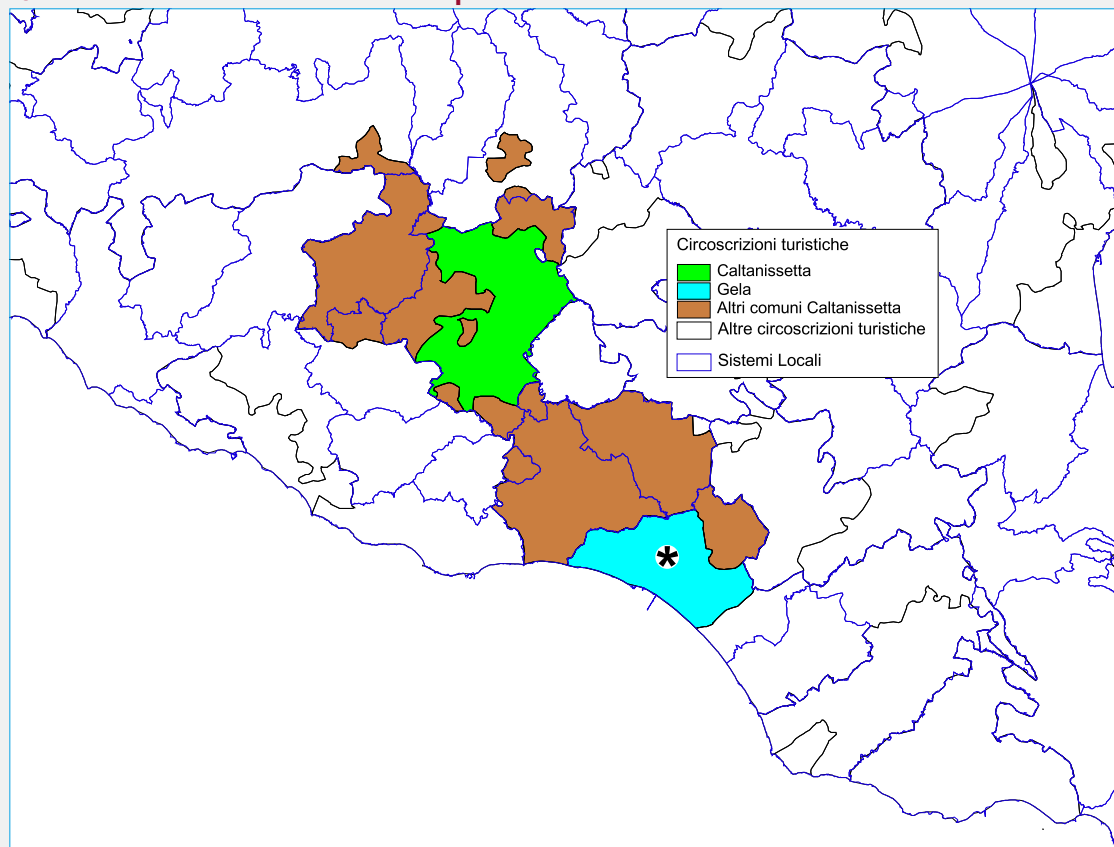 Circoscrizioni turistiche
Caltanissetta
Gela
Altri comuni Caltanissetta
Altre circoscrizioni turistiche
Sistemi Locali
*